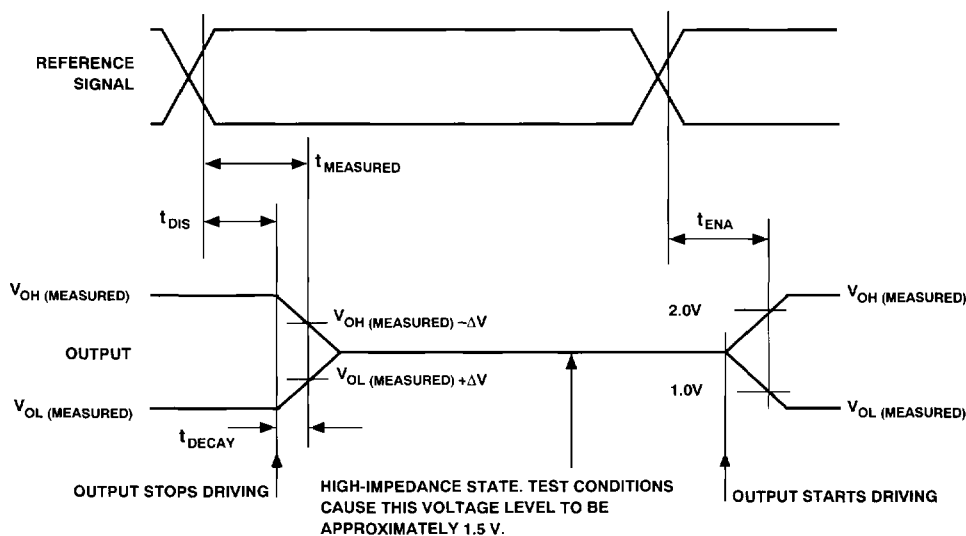 REFERENCE
SIGNAL
tMEASURED
tDIS
tENA
VOH (MEASURED)
VOH (MEASURED) –ΔV
2.0V
VOH (MEASURED)
OUTPUT
VOL (MEASURED) +ΔV
1.0V
VOL (MEASURED)
VOL (MEASURED)
tDECAY
OUTPUT STOPS DRIVING
HIGH-IMPEDANCE STATE. TEST CONDITIONS
CAUSE THIS VOLTAGE LEVEL TO BE
APPROXIMATELY 1.5 V.
OUTPUT STARTS DRIVING